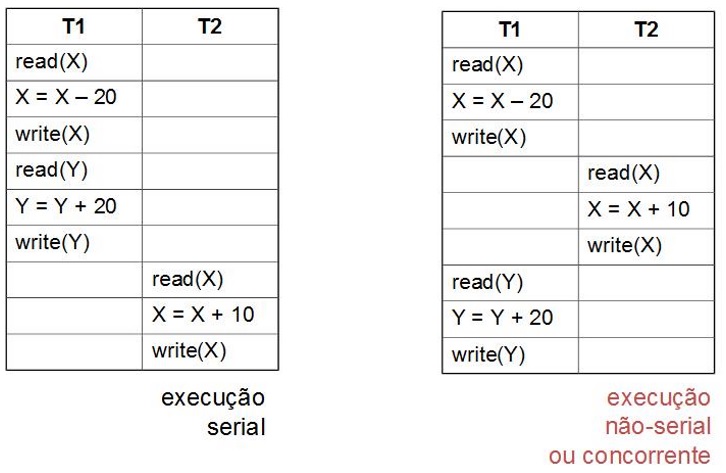 T1 T2
read(X)
X = X – 20
write(X)
read(Y)
Y = Y + 20
write(Y)
read(X)
X = X + 10
write(X)
execução
serial
T1 T2
read(X)
X = X – 20
write(X)
read(X)
X = X + 10
write(X)
read(Y)
Y = Y + 20
write(Y)
execução
não-serial
ou concorrente